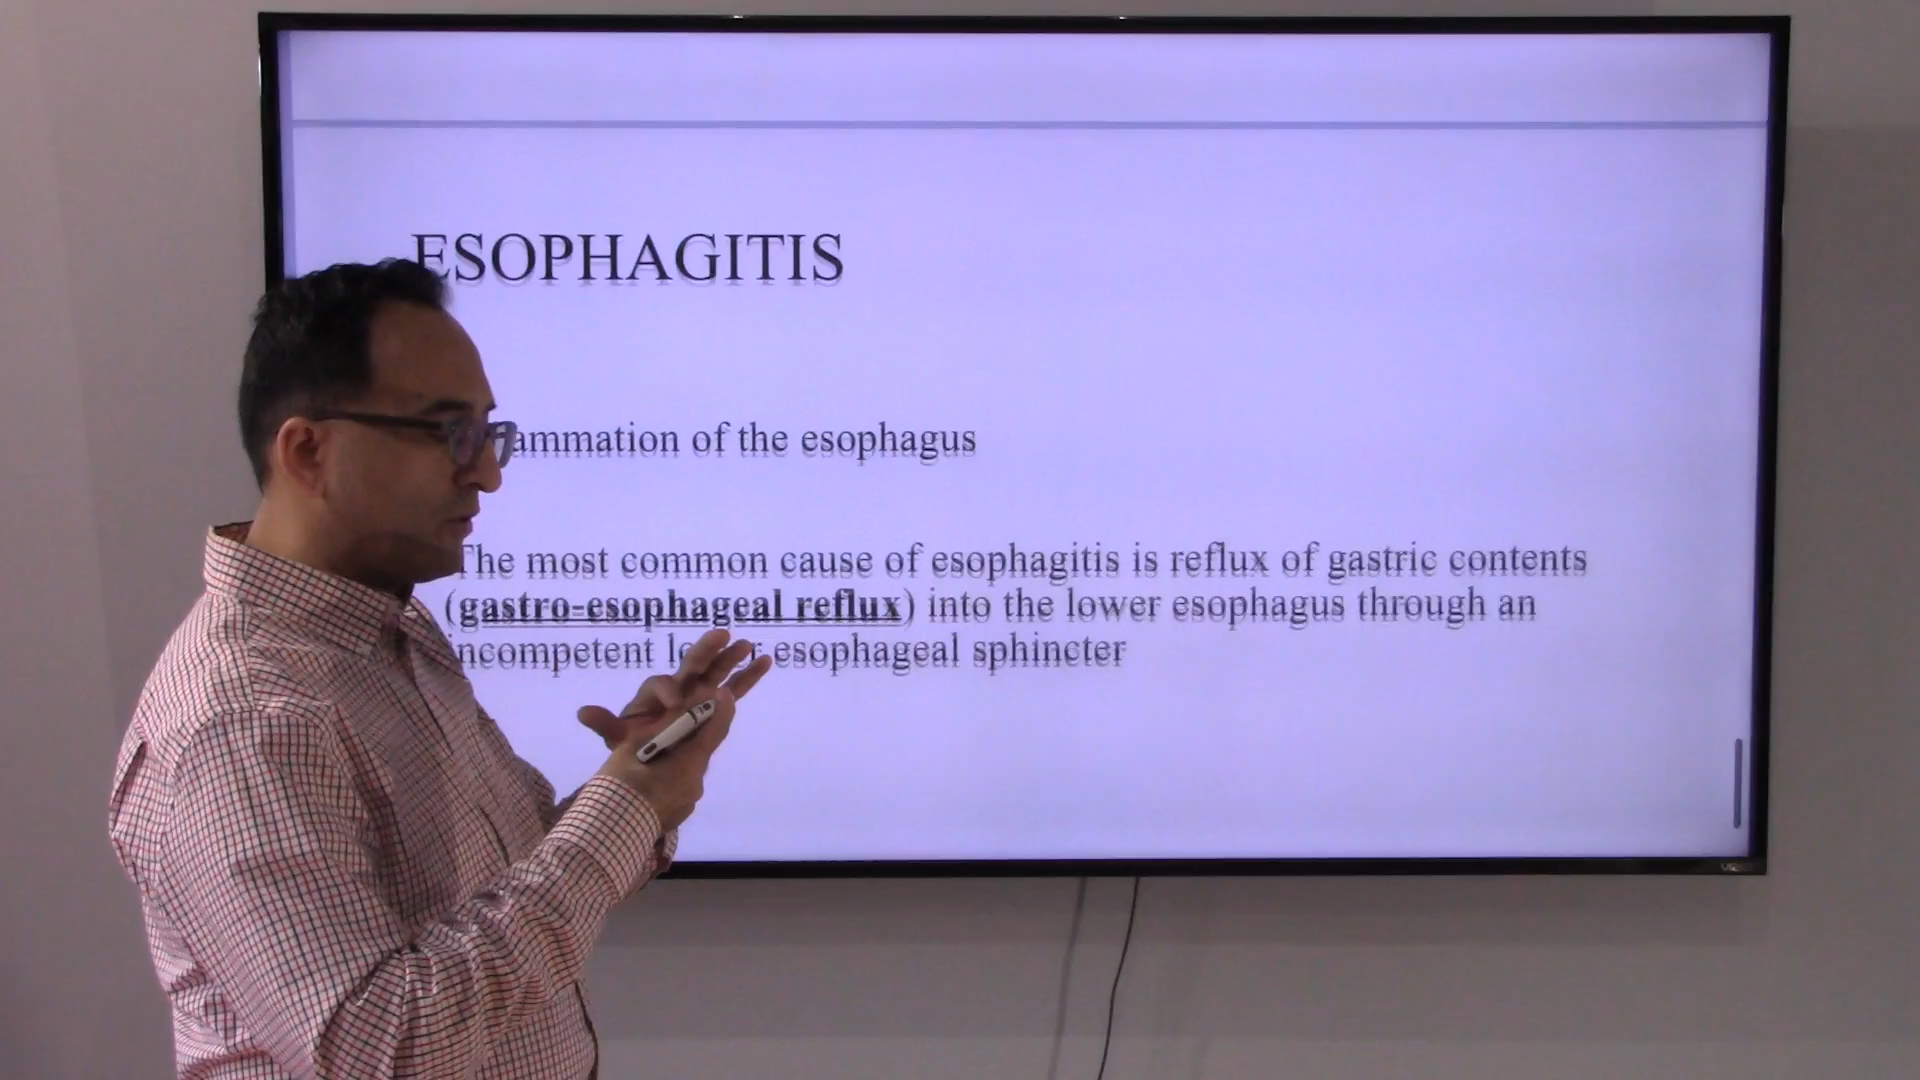 ESOPHAGITIS
ammation of the esophagus
The most common cause of esophagitis is reflux of gastric contents
(gastro-esophageal reflux) into the lower esophagus through an
incompetent esophageal sphincter